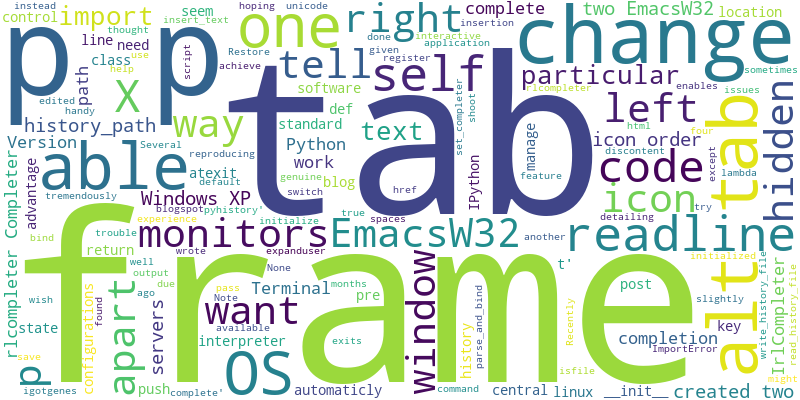 instead hoping unicode complete two EmacsW32
control import thought insert_text one right done insertion location
seem given interactive
p p tell self change
line need Restore achieve register application sometimes
path class use help script software rlcompleter particular enables issues
edited handy def set_completer shoot left html four
history_path way standard text manage icon order
Version Several Python tab code tab hidden
able reproducing work IPython discontent except
advantage atexit genuine blog feature icon lambda
tremendously default switch href detailing try
Windows XP blogspot pyhistory' initialize true spaces
experience monitors EmacsW32 another readline
rlcompleter Completer bind trouble wrote expanduser
return well None t' initialized
output Terminal months pre post slightly
wish ago due pass Note window key alt
state configurations found want available history parse_and_bind completion IrlCompleter write_history_file read_history_file
apart servers interpreter exits Recently ImportError
frame
p save push OS command isfile might
igotgenes complete' automaticly central linux __init__ created two
X